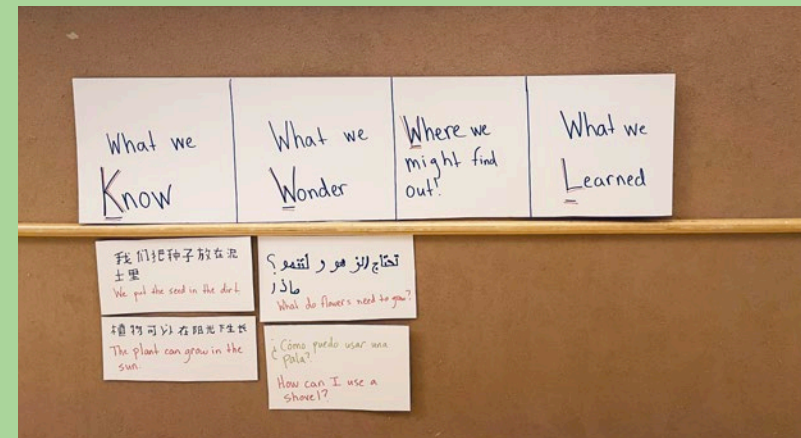 What we
Know
What we
Wonder
Where we
might find
out!
What we
Learned
我们把种子放在泥
土里
We put the seed in the dirt
植物可以在阳光下生长
The plant can grow in the
sun.
تحتاج الزهور لتنمو؟
ماذا
What do flowers need to grow?
¿Cómo puedo usar una
pala?
How can I use a
shovel?